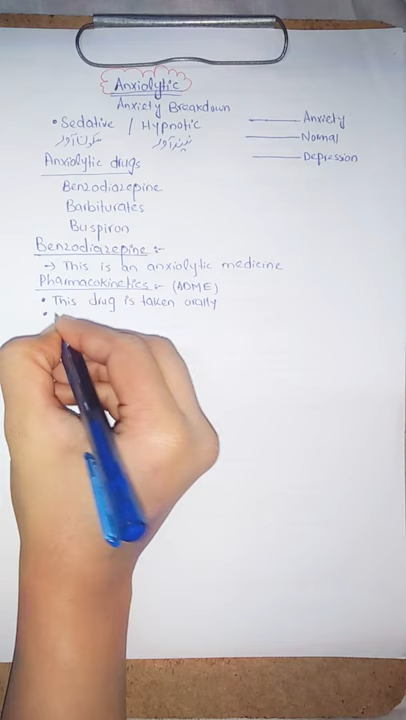 Anxiolytic
Anxiety Breakdown
• Sedative / Hypnotic
سکون آور نیند آور
Anxiety
Normal
Depression
Anxiolytic drugs
Benzodiazepine
Barbiturates
Buspiron
Benzodiazepine :-
→ This is an anxiolytic medicine
Pharmacokinetics :- (ADME)
• This drug is taken orally
•